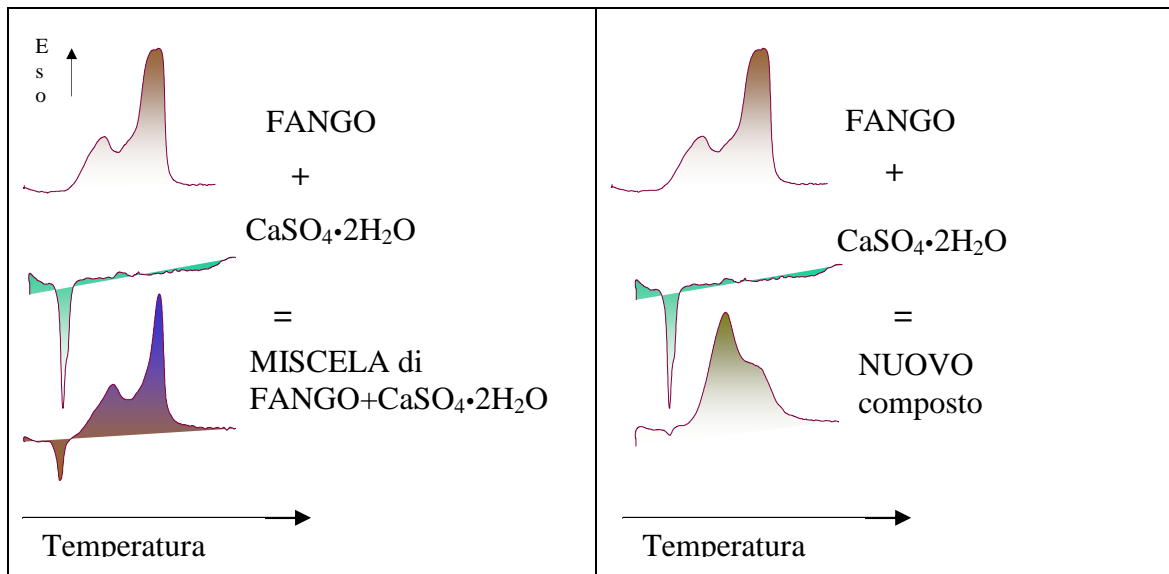 E
s
o
FANGO
+
CaSO₄•2H₂O
=
MISCELA di
FANGO+CaSO₄•2H₂O
Temperatura
FANGO
+
CaSO₄•2H₂O
=
NUOVO
composto
Temperatura